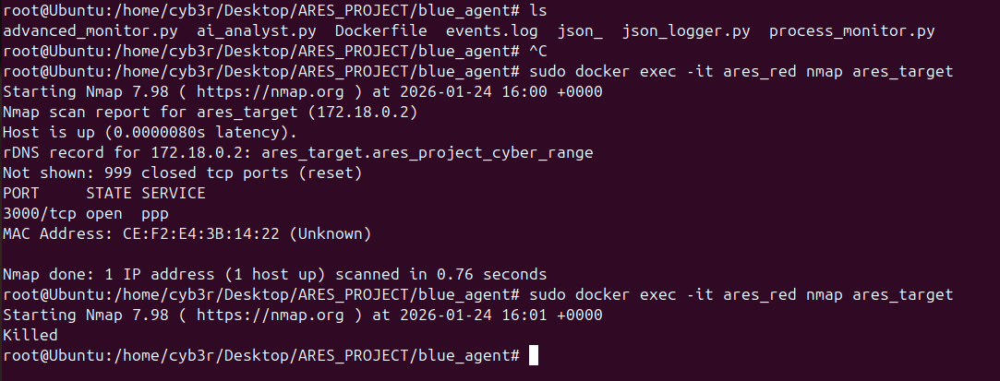 root@Ubuntu:/home/cyb3r/Desktop/ARES_PROJECT/blue_agent# ls
advanced_monitor.py  ai_analyst.py  Dockerfile  events.log  json_  json_logger.py  process_monitor.py
root@Ubuntu:/home/cyb3r/Desktop/ARES_PROJECT/blue_agent# ^C
root@Ubuntu:/home/cyb3r/Desktop/ARES_PROJECT/blue_agent# sudo docker exec -it ares_red nmap ares_target
Starting Nmap 7.98 ( https://nmap.org ) at 2026-01-24 16:00 +0000
Nmap scan report for ares_target (172.18.0.2)
Host is up (0.0000080s latency).
rDNS record for 172.18.0.2: ares_target.ares_project_cyber_range
Not shown: 999 closed tcp ports (reset)
PORT     STATE SERVICE
3000/tcp open  ppp
MAC Address: CE:F2:E4:3B:14:22 (Unknown)

Nmap done: 1 IP address (1 host up) scanned in 0.76 seconds
root@Ubuntu:/home/cyb3r/Desktop/ARES_PROJECT/blue_agent# sudo docker exec -it ares_red nmap ares_target
Starting Nmap 7.98 ( https://nmap.org ) at 2026-01-24 16:01 +0000
Killed
root@Ubuntu:/home/cyb3r/Desktop/ARES_PROJECT/blue_agent#